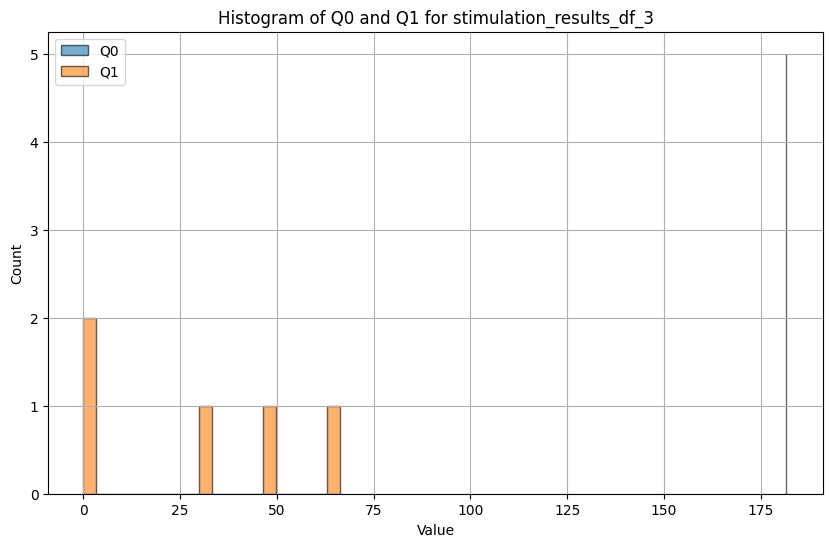 Histogram of Q0 and Q1 for stimulation_results_df_3
Q0
Q1
5
4
3
2
1
0
Count
0 25 50 75 100 125 150 175
Value